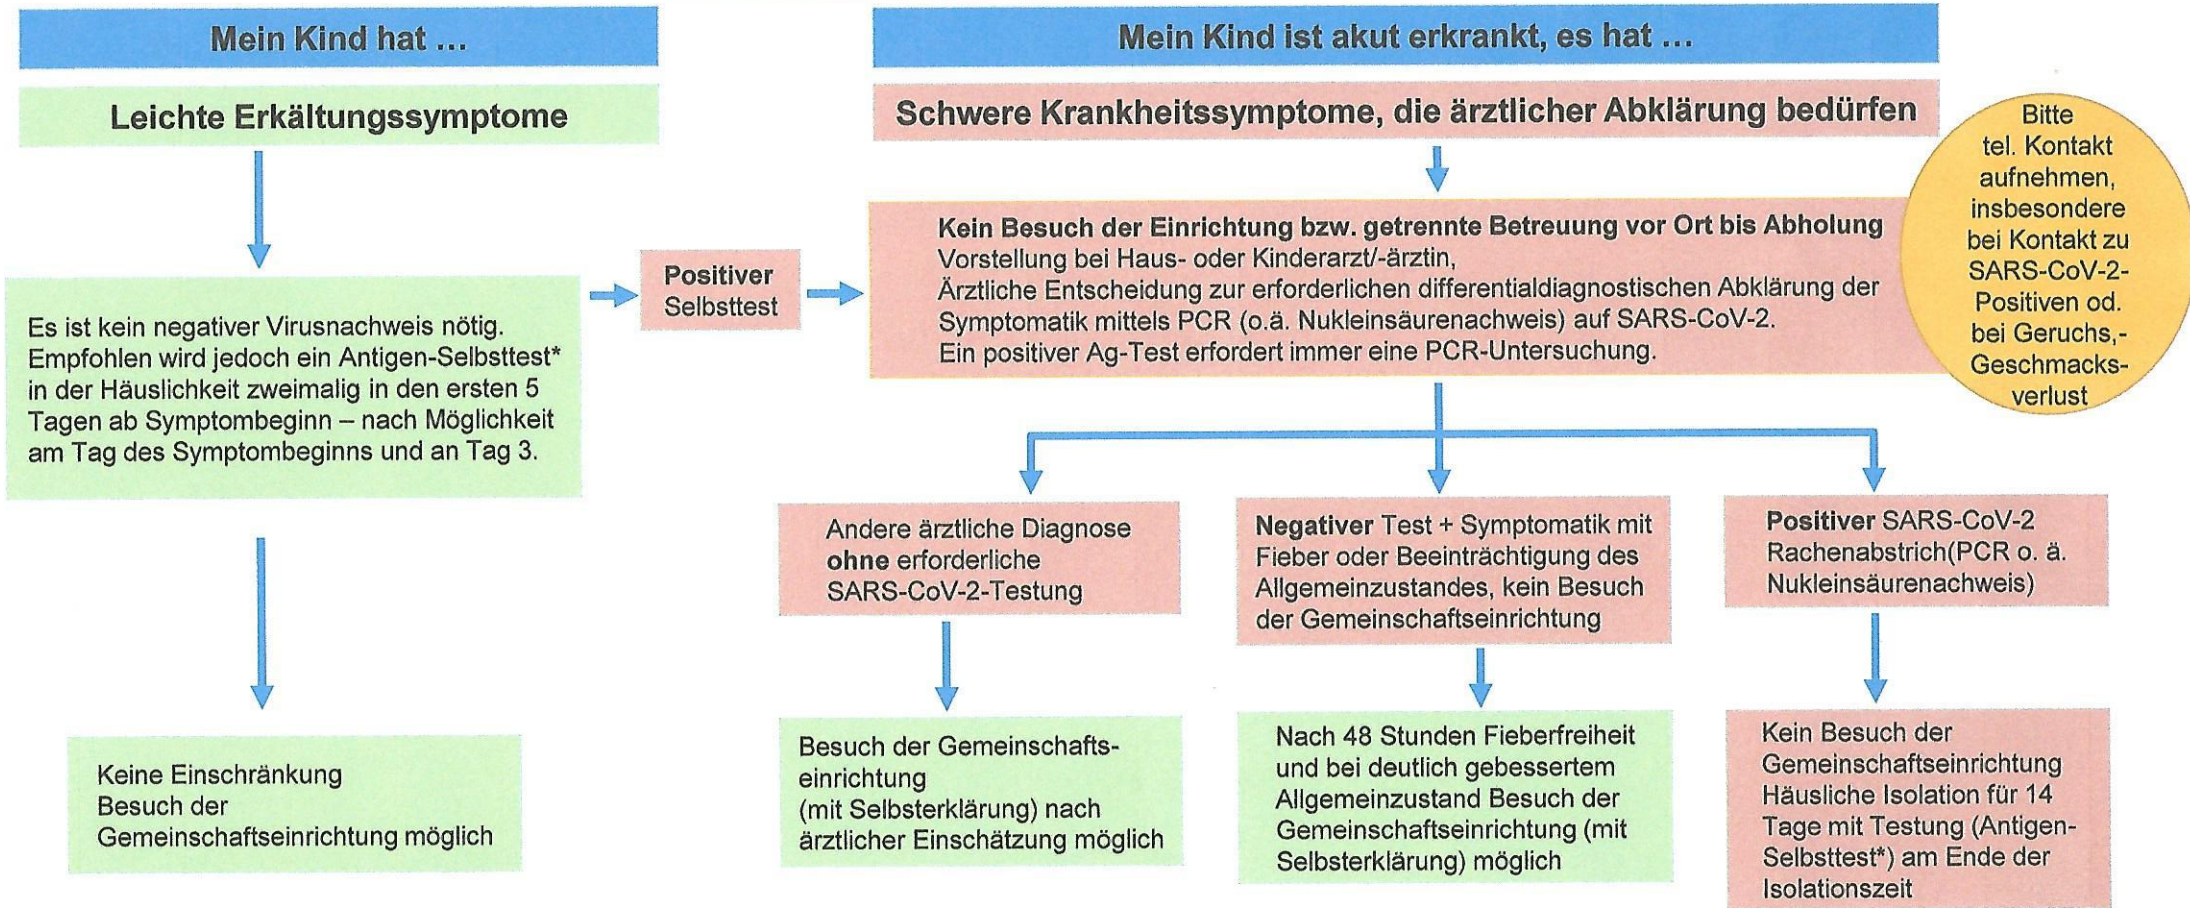 Mein Kind hat ...
Leichte Erkältungssymptome
Es ist kein negativer Virusnachweis nötig.
Empfohlen wird jedoch ein Antigen-Selbsttest*
in der Häuslichkeit zweimalig in den ersten 5
Tagen ab Symptombeginn – nach Möglichkeit
am Tag des Symptombeginns und an Tag 3.
Keine Einschränkung
Besuch der
Gemeinschaftseinrichtung möglich
Positiver
Selbsttest
Mein Kind ist akut erkrankt, es hat ...
Schwere Krankheitssymptome, die ärztlicher Abklärung bedürfen
Bitte
tel. Kontakt
aufnehmen,
insbesondere
bei Kontakt zu
SARS-CoV-2-
Positiven od.
bei Geruchs,-
Geschmacks-
verlust
Kein Besuch der Einrichtung bzw. getrennte Betreuung vor Ort bis Abholung
Vorstellung bei Haus- oder Kinderarzt/-ärztin,
Ärztliche Entscheidung zur erforderlichen differentialdiagnostischen Abklärung der
Symptomatik mittels PCR (o.ä. Nukleinsäurenachweis) auf SARS-CoV-2.
Ein positiver Ag-Test erfordert immer eine PCR-Untersuchung.
Andere ärztliche Diagnose
ohne erforderliche
SARS-CoV-2-Testung
Besuch der Gemeinschafts-
einrichtung
(mit Selbsterklärung) nach
ärztlicher Einschätzung möglich
Negativer Test + Symptomatik mit
Fieber oder Beeinträchtigung des
Allgemeinzustandes, kein Besuch
der Gemeinschaftseinrichtung
Nach 48 Stunden Fieberfreiheit
und bei deutlich gebessertem
Allgemeinzustand Besuch der
Gemeinschaftseinrichtung (mit
Selbsterklärung) möglich
Positiver SARS-CoV-2
Rachenabstrich(PCR o. ä.
Nukleinsäurenachweis)
Kein Besuch der
Gemeinschaftseinrichtung
Häusliche Isolation für 14
Tage mit Testung (Antigen-
Selbsttest*) am Ende der
Isolationszeit